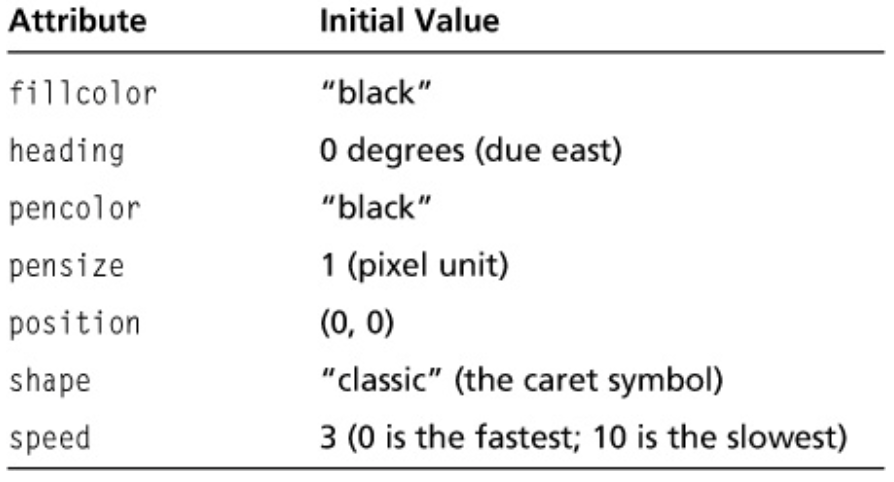 Attribute Initial Value
fillcolor “black”
heading 0 degrees (due east)
pencolor “black”
pensize 1 (pixel unit)
position (0, 0)
shape “classic” (the caret symbol)
speed 3 (0 is the fastest; 10 is the slowest)